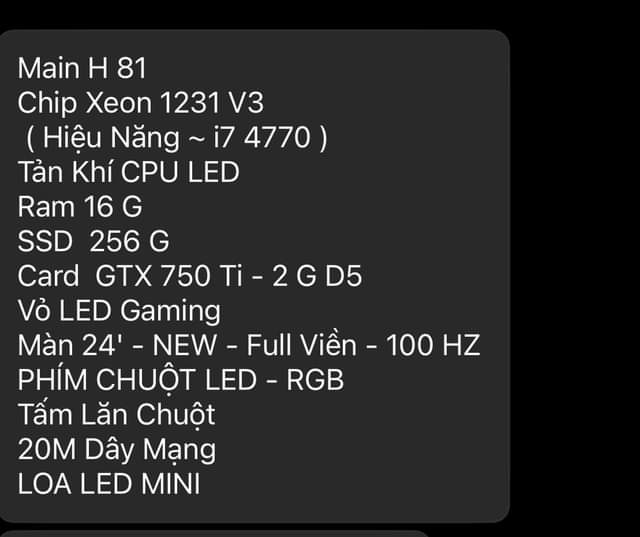 Main H 81
Chip Xeon 1231 V3
( Hiệu Năng ~ i7 4770 )
Tản Khí CPU LED
Ram 16 G
SSD  256 G
Card  GTX 750 Ti - 2 G D5
Vỏ LED Gaming
Màn 24' - NEW - Full Viền - 100 HZ
PHÍM CHUỘT LED - RGB
Tấm Lăn Chuột
20M Dây Mạng
LOA LED MINI